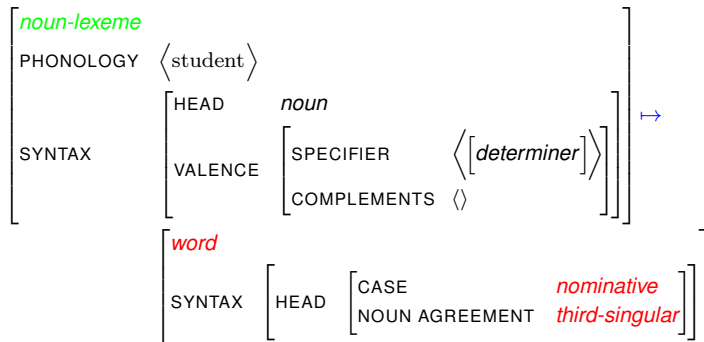 noun-lexeme
PHONOLOGY ⟨student⟩
HEAD noun
SYNTAX VALENCE SPECIFIER ⟨[determiner]⟩
COMPLEMENTS ⟨⟩
↦
word
SYNTAX HEAD CASE nominative
NOUN AGREEMENT third-singular